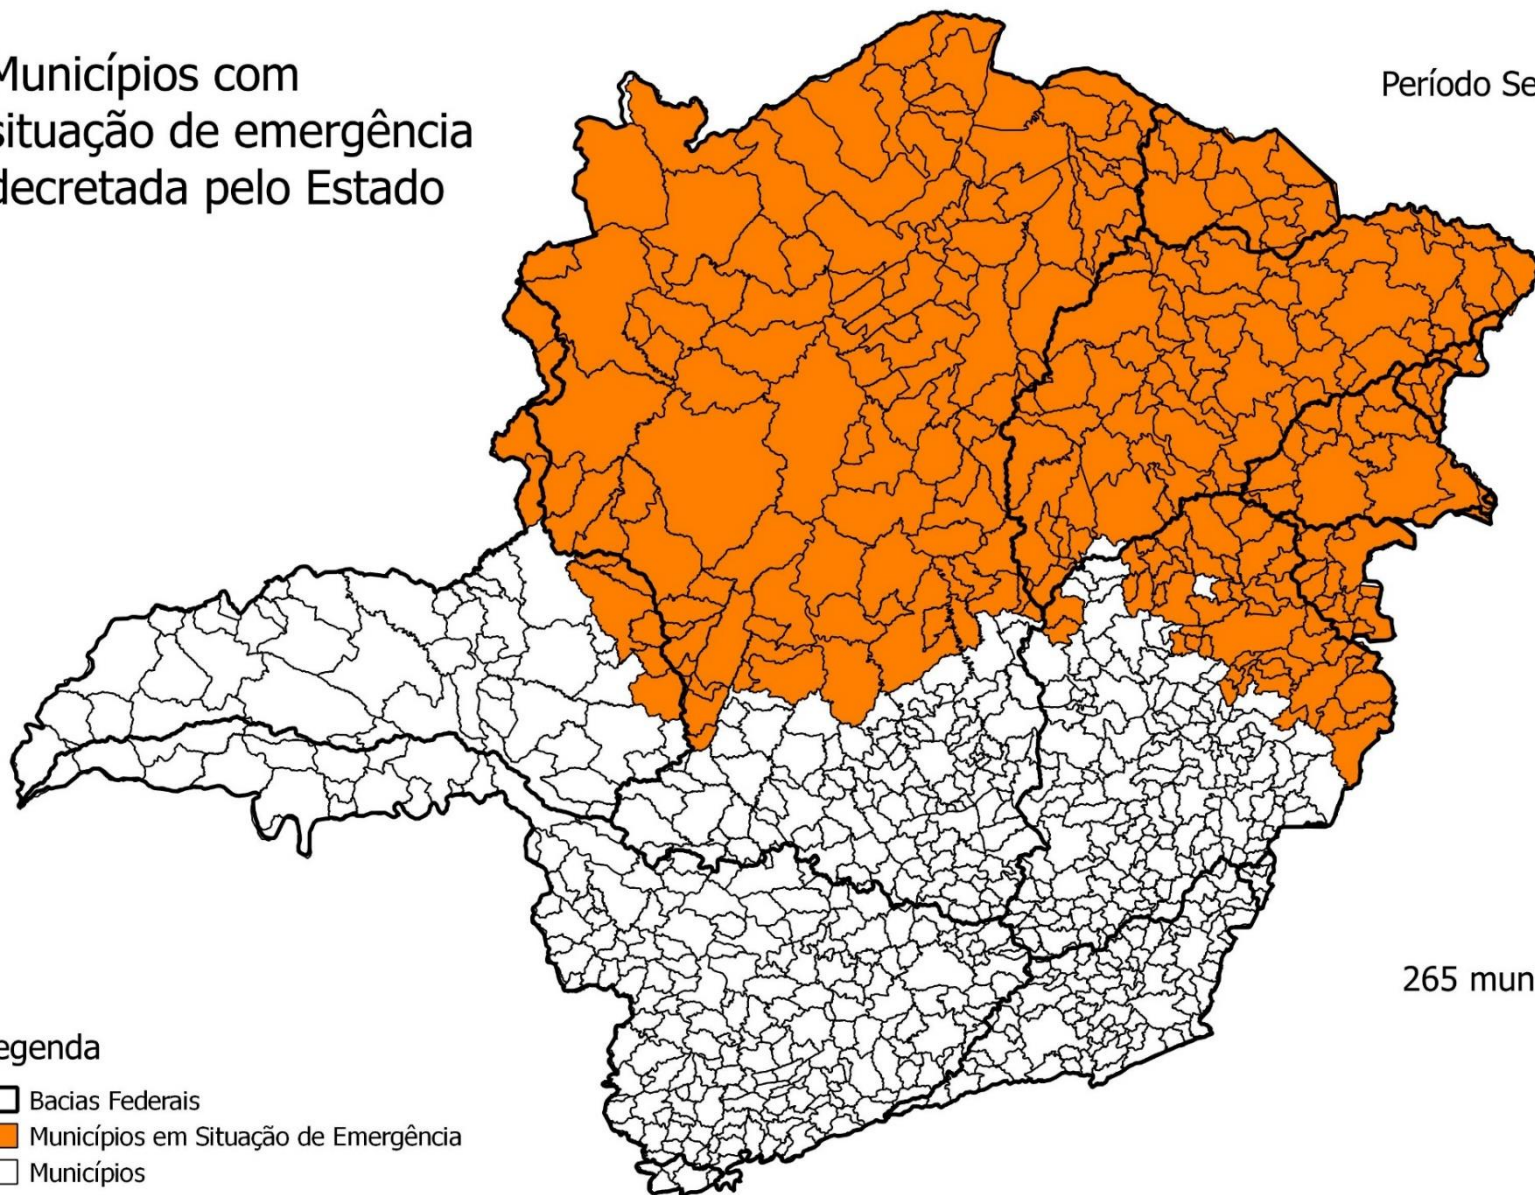 Municípios com
situação de emergência
decretada pelo Estado
Período Se
265 mun
egenda
Bacias Federais
Municípios em Situação de Emergência
Municípios